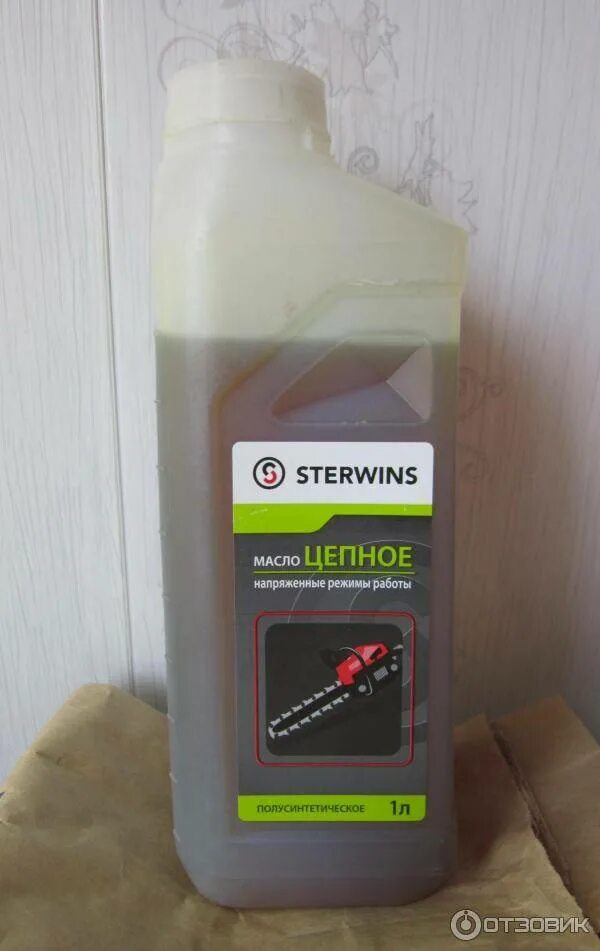 STERWINS
МАСЛО ЦЕПНОЕ
напряженные режимы работы
ПОЛУСИНТЕТИЧЕСКОЕ 1л
ОТЗОВИК